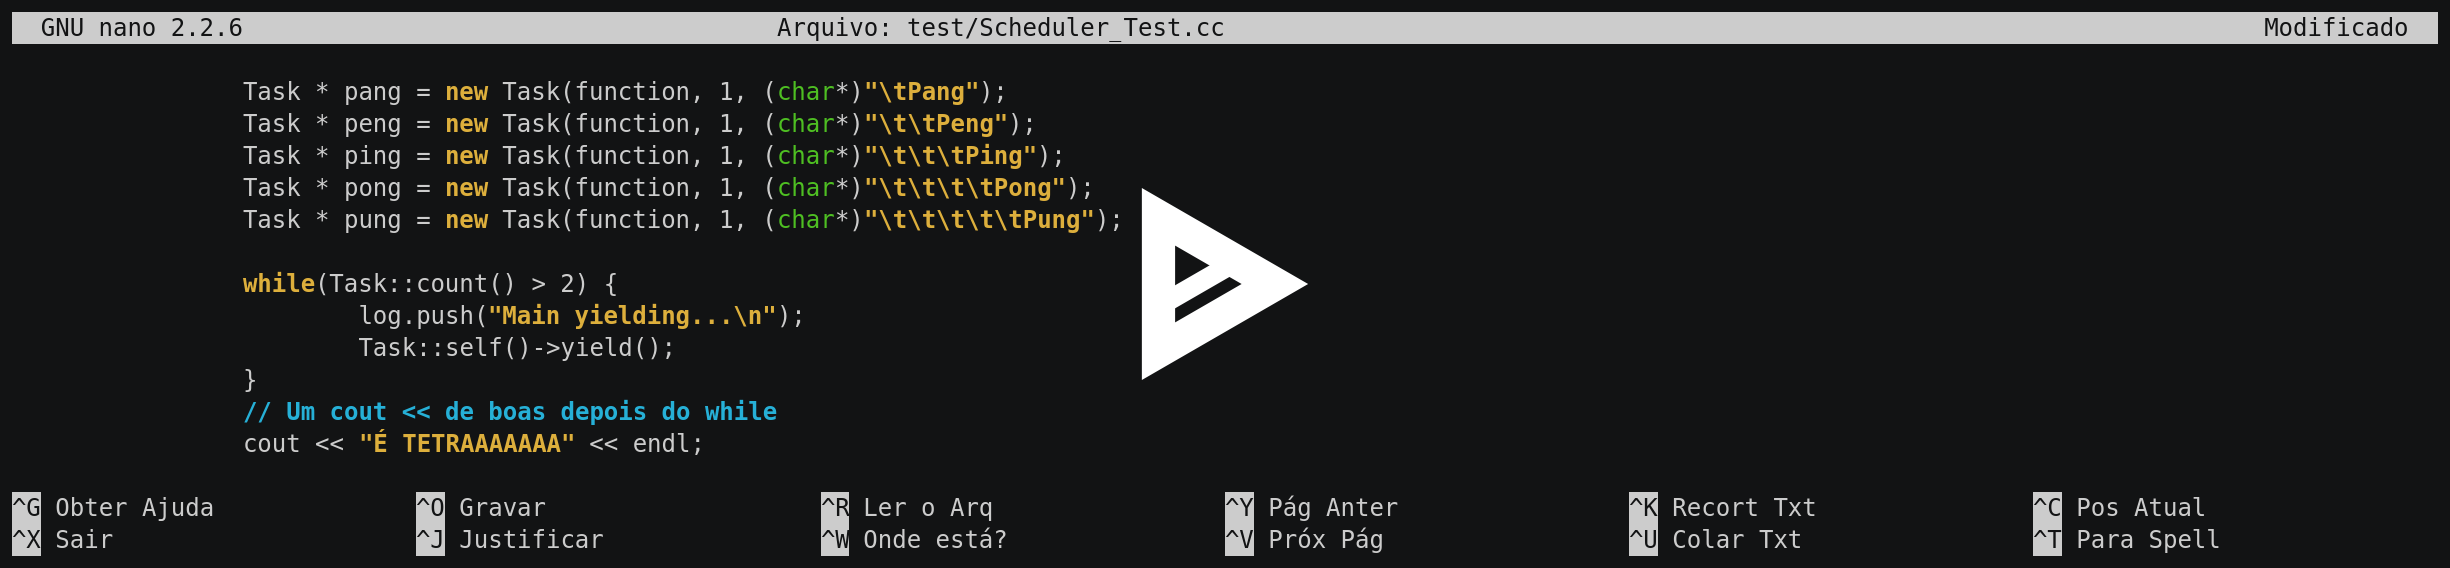 GNU nano 2.2.6 Arquivo: test/Scheduler_Test.cc Modificado
Task * pang = new Task(function, 1, (char*)"\tPang");
Task * peng = new Task(function, 1, (char*)"\t\tPeng");
Task * ping = new Task(function, 1, (char*)"\t\t\tPing");
Task * pong = new Task(function, 1, (char*)"\t\t\t\tPong");
Task * pung = new Task(function, 1, (char*)"\t\t\t\t\tPung");
while(Task::count() > 2) {
log.push("Main yielding...\n");
Task::self()->yield();
}
// Um cout << de boas depois do while
cout << "É TETRAAAAAAA" << endl;
^G Obter Ajuda ^O Gravar ^R Ler o Arq ^Y Pág Anter ^K Recort Txt ^C Pos Atual
^X Sair ^J Justificar ^W Onde está? ^V Próx Pág ^U Colar Txt ^T Para Spell